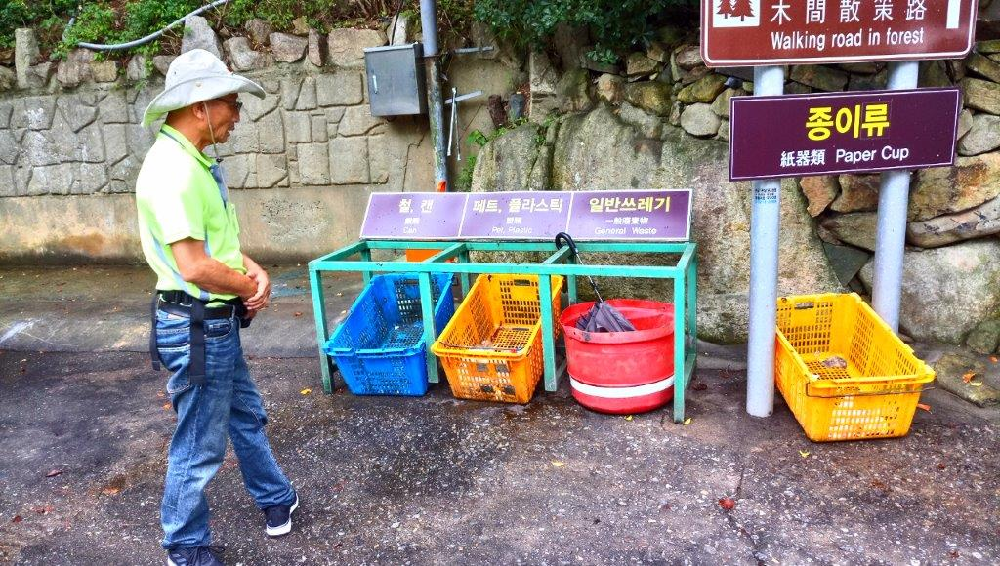 木間散策路
Walking road in forest
종이류
紙器類 Paper Cup
철, 캔
Can
페트, 플라스틱
Pet, Plastic
일반쓰레기
一般廢棄物
General Waste